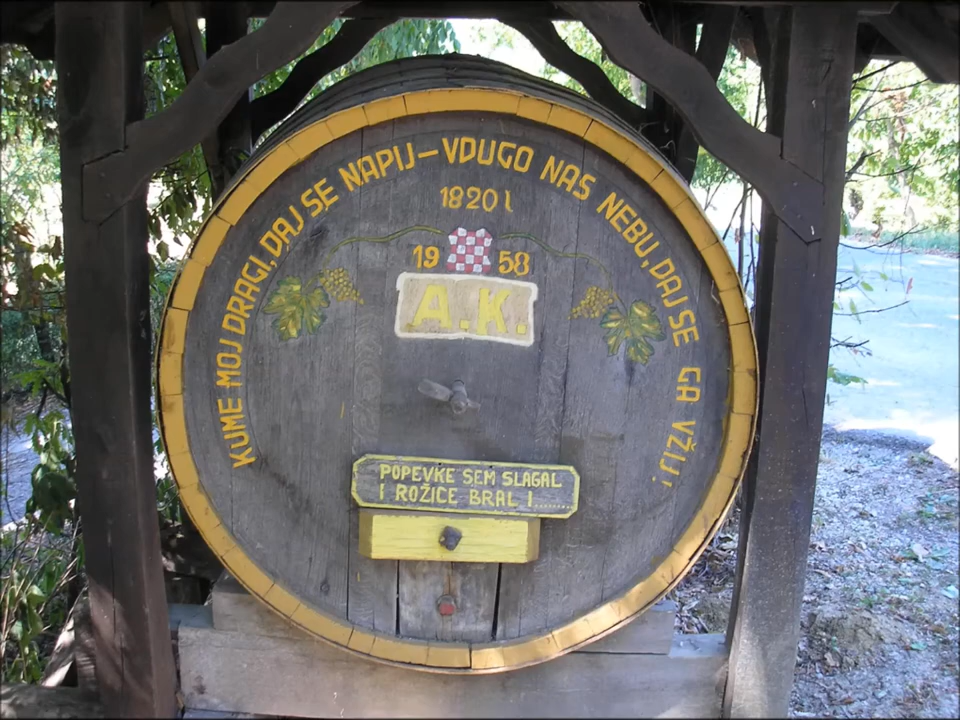 KUME MOJ DRAGI, DAJ SE NAPIJ – VDUGO NAS NEBU, DAJ SE GA VŽIJ!
1820 l
19 58
A.K.
POPEVKE SEM SLAGAL
I ROŽICE BRAL I..........